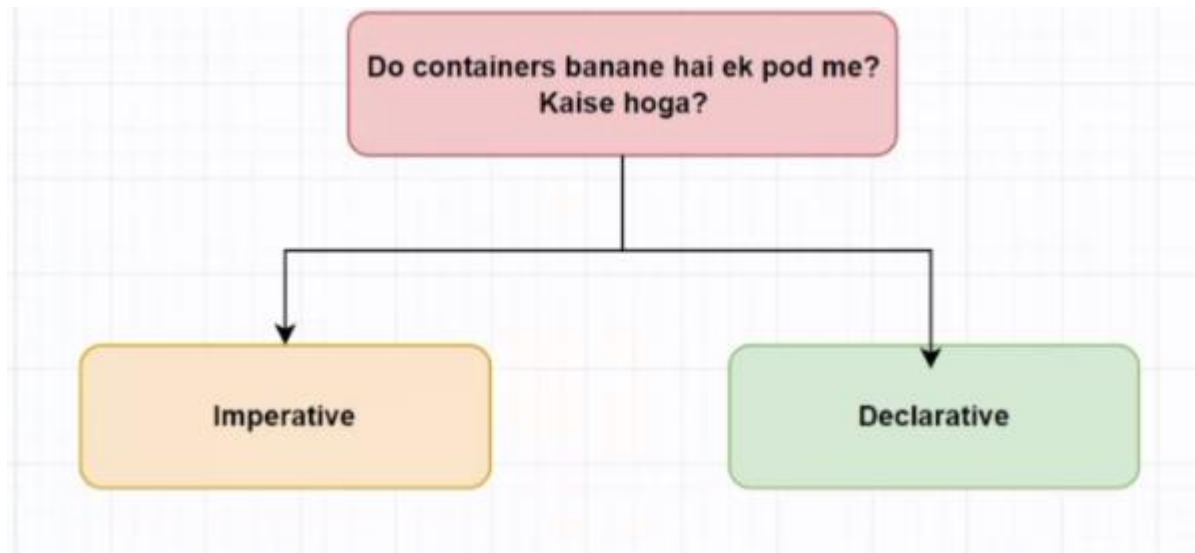 Do containers banane hai ek pod me?
Kaise hoga?
Imperative
Declarative